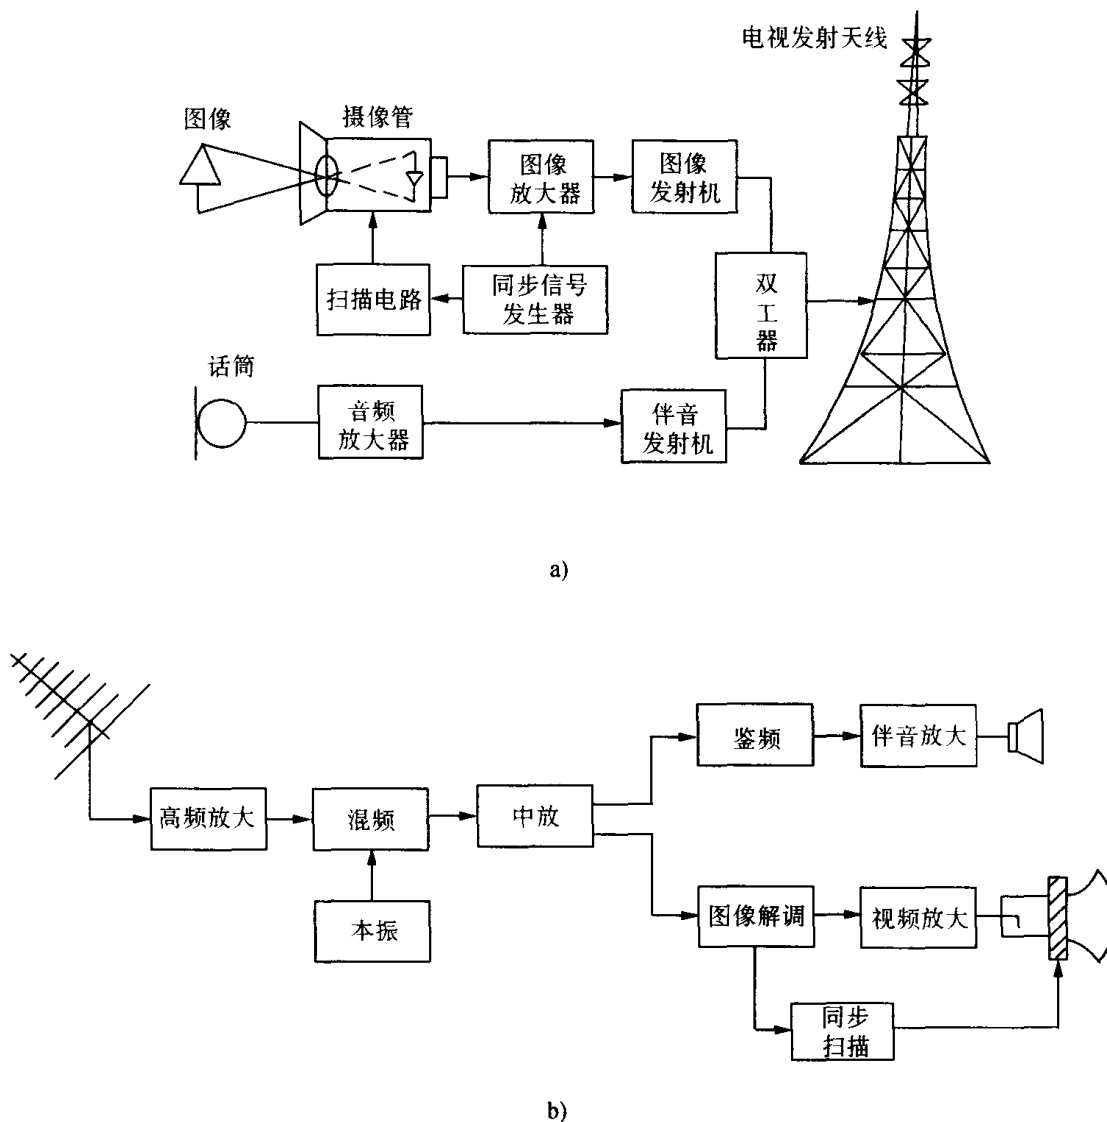 电视发射天线
图像
摄像管
图像
放大器
图像
发射机
扫描电路
同步信号
发生器
双
工
器
话筒
音频
放大器
伴音
发射机
a)
鉴频
伴音放大
高频放大
混频
中放
本振
图像解调
视频放大
同步
扫描
b)